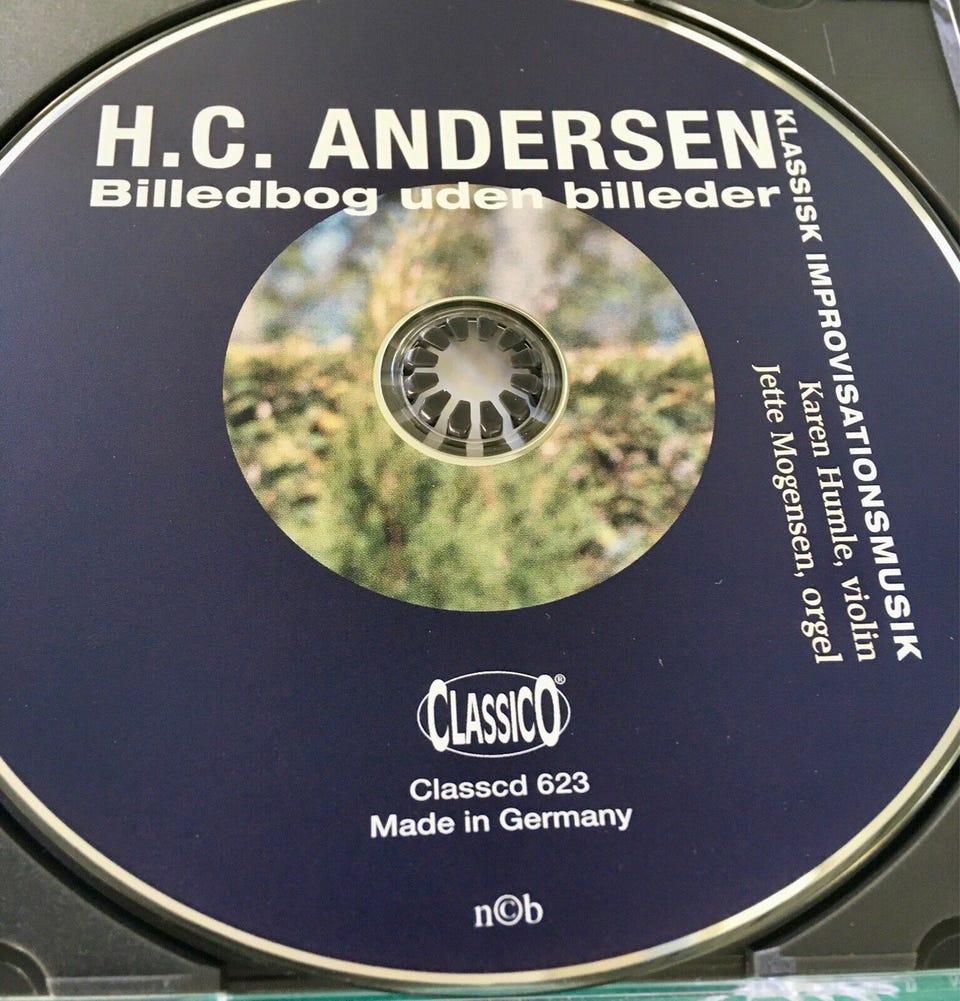 H.C. ANDERSEN
Billedbog uden billeder
KLASSISK IMPROVISATIONSMUSIK
Karen Humle, violin
Jette Mogensen, orgel
CLASSICO®
Classcd 623
Made in Germany
n©b